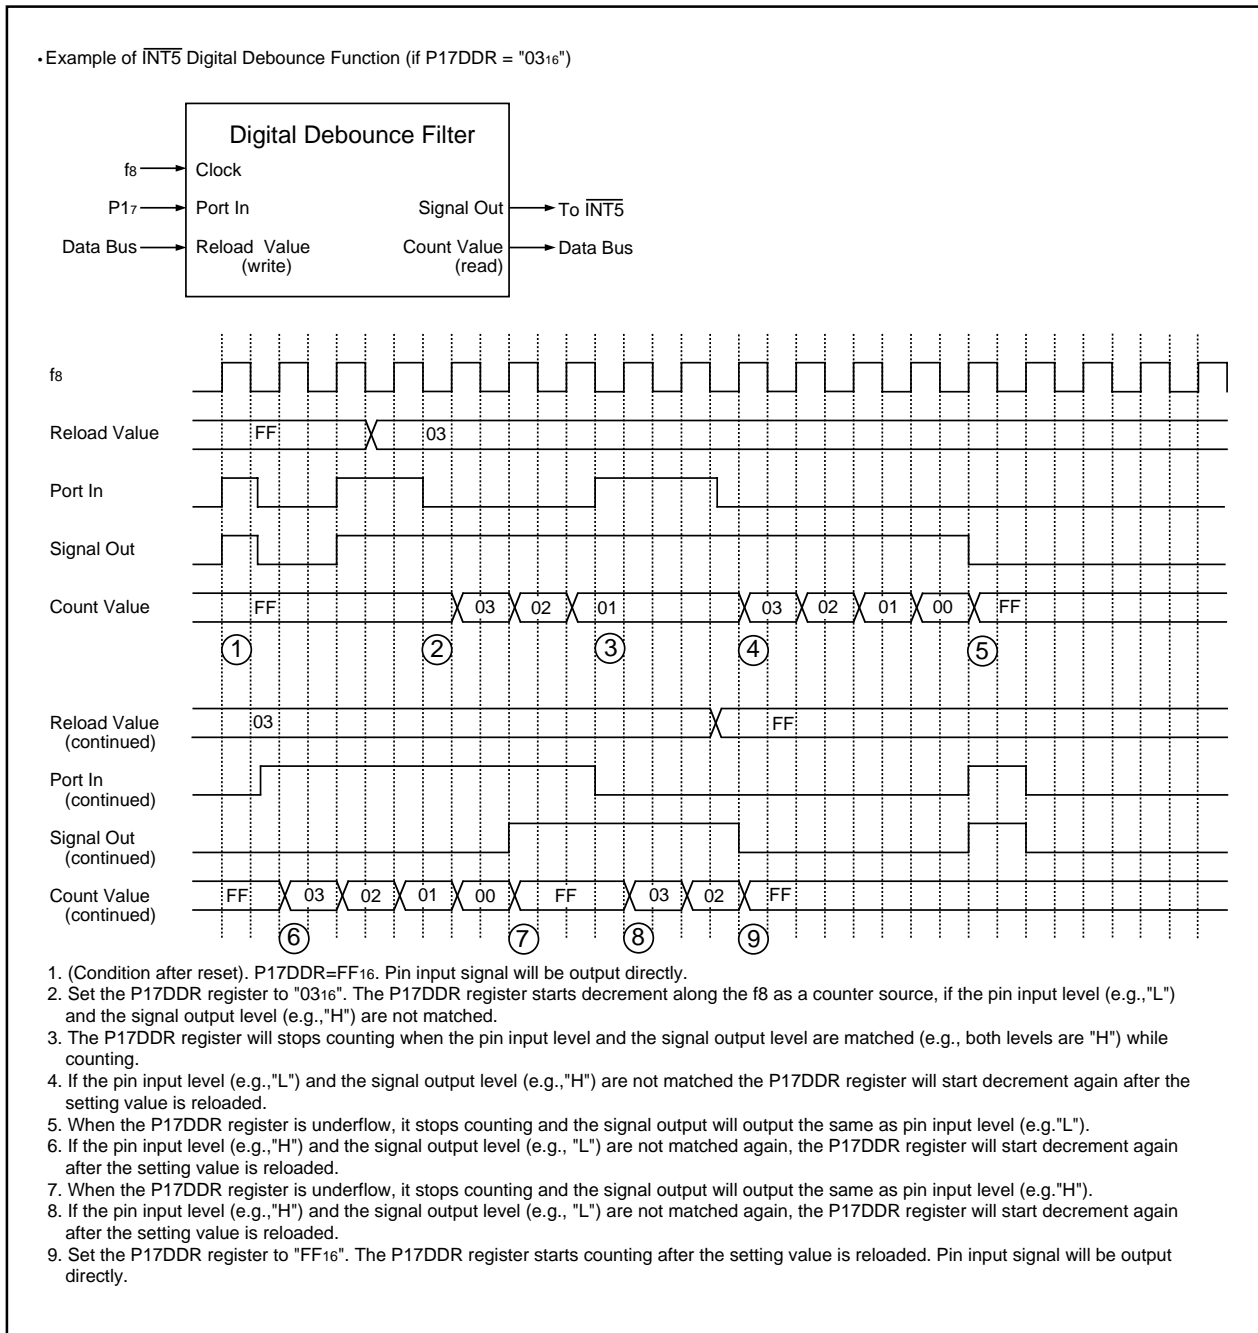 • Example of INT5 Digital Debounce Function (if P17DDR = "0316")
Digital Debounce Filter
f8
Clock
P17
Port In
Signal Out
To INT5
Data Bus
Reload Value
(write)
Count Value
(read)
Data Bus
f8
Reload Value
FF
03
Port In
Signal Out
Count Value
FF
03
02
01
03
02
01
00
FF
1
2
3
4
5
Reload Value
(continued)
03
FF
Port In
(continued)
Signal Out
(continued)
Count Value
(continued)
FF
03
02
01
00
FF
03
02
FF
6
7
8
9
1. (Condition after reset). P17DDR=FF16. Pin input signal will be output directly.
2. Set the P17DDR register to "0316". The P17DDR register starts decrement along the f8 as a counter source, if the pin input level (e.g.,"L")
and the signal output level (e.g.,"H") are not matched.
3. The P17DDR register will stops counting when the pin input level and the signal output level are matched (e.g., both levels are "H") while
counting.
4. If the pin input level (e.g.,"L") and the signal output level (e.g.,"H") are not matched the P17DDR register will start decrement again after the
setting value is reloaded.
5. When the P17DDR register is underflow, it stops counting and the signal output will output the same as pin input level (e.g."L").
6. If the pin input level (e.g.,"H") and the signal output level (e.g., "L") are not matched again, the P17DDR register will start decrement again
after the setting value is reloaded.
7. When the P17DDR register is underflow, it stops counting and the signal output will output the same as pin input level (e.g."H").
8. If the pin input level (e.g.,"H") and the signal output level (e.g., "L") are not matched again, the P17DDR register will start decrement again
after the setting value is reloaded.
9. Set the P17DDR register to "FF16". The P17DDR register starts counting after the setting value is reloaded. Pin input signal will be output
directly.